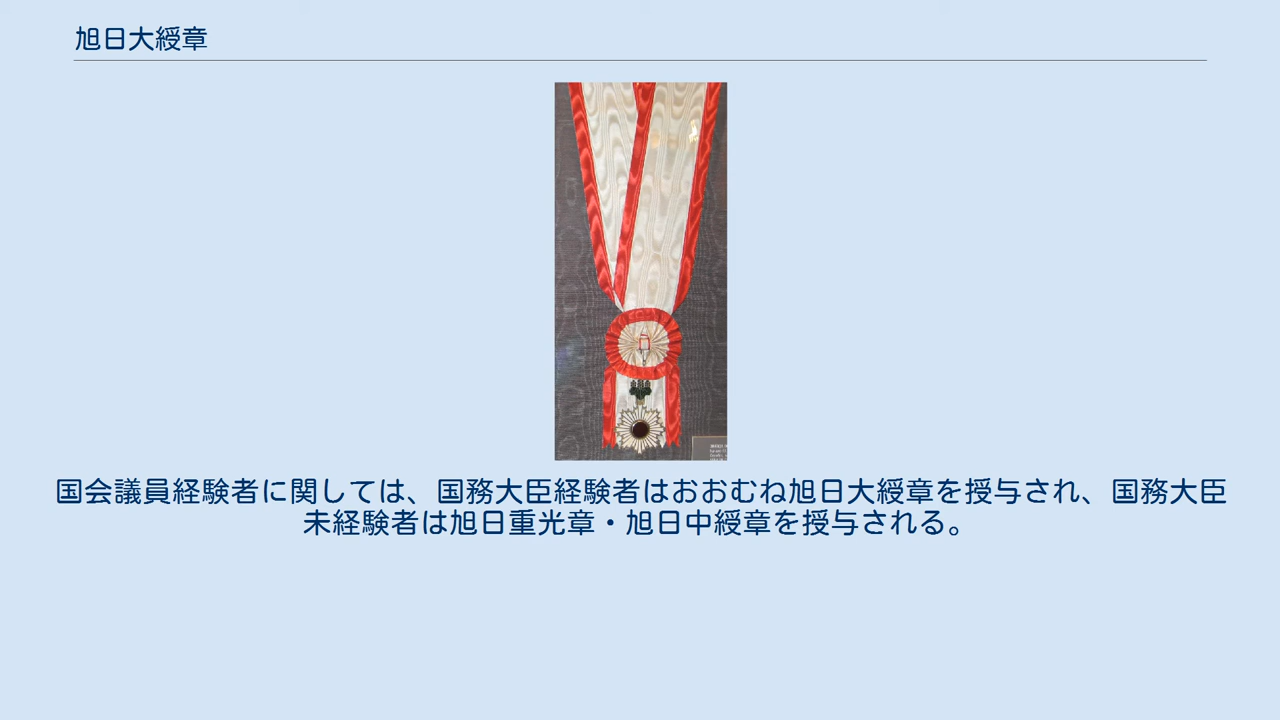 旭日大綬章
国会議員経験者に関しては、国務大臣経験者はおおむね旭日大綬章を授与され、国務大臣
未経験者は旭日重光章・旭日中綬章を授与される。